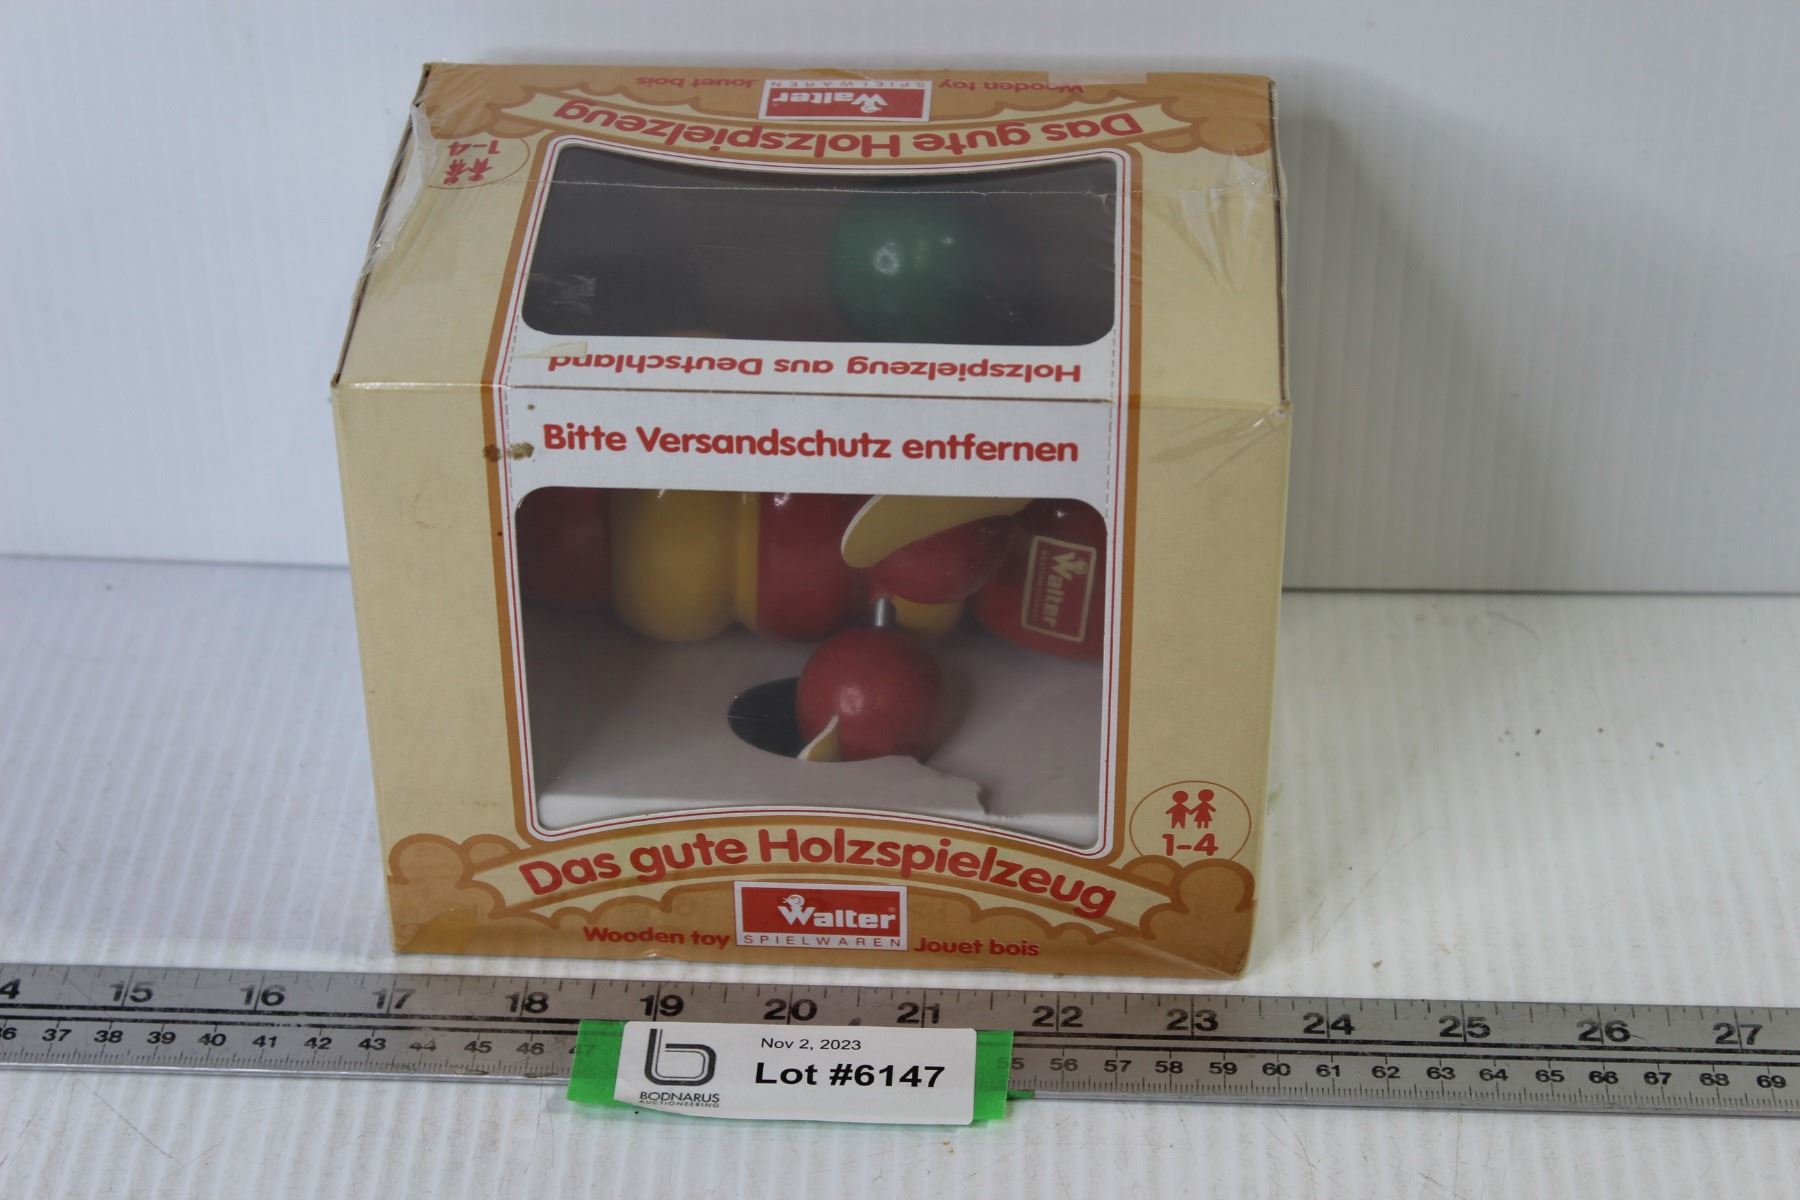 Wooden toy
Walter
SPIELWAREN
Jouet bois
Das gute Holzspielzeug
1-4
Holzspielzeug aus Deutschland
Bitte Versandschutz entfernen
Walter
1-4
Das gute Holzspielzeug
Wooden toy
Walter
SPIELWAREN
Jouet bois
4 15 16 17 18 19 20 21 22 23 24 25 26 27
36 37 38 39 40 41 42 43 44 45 46 47 55 56 57 58 59 60 61 62 63 64 65 66 67 68 69
Nov 2, 2023
Lot #6147
BODNARUS
AUCTIONEERING